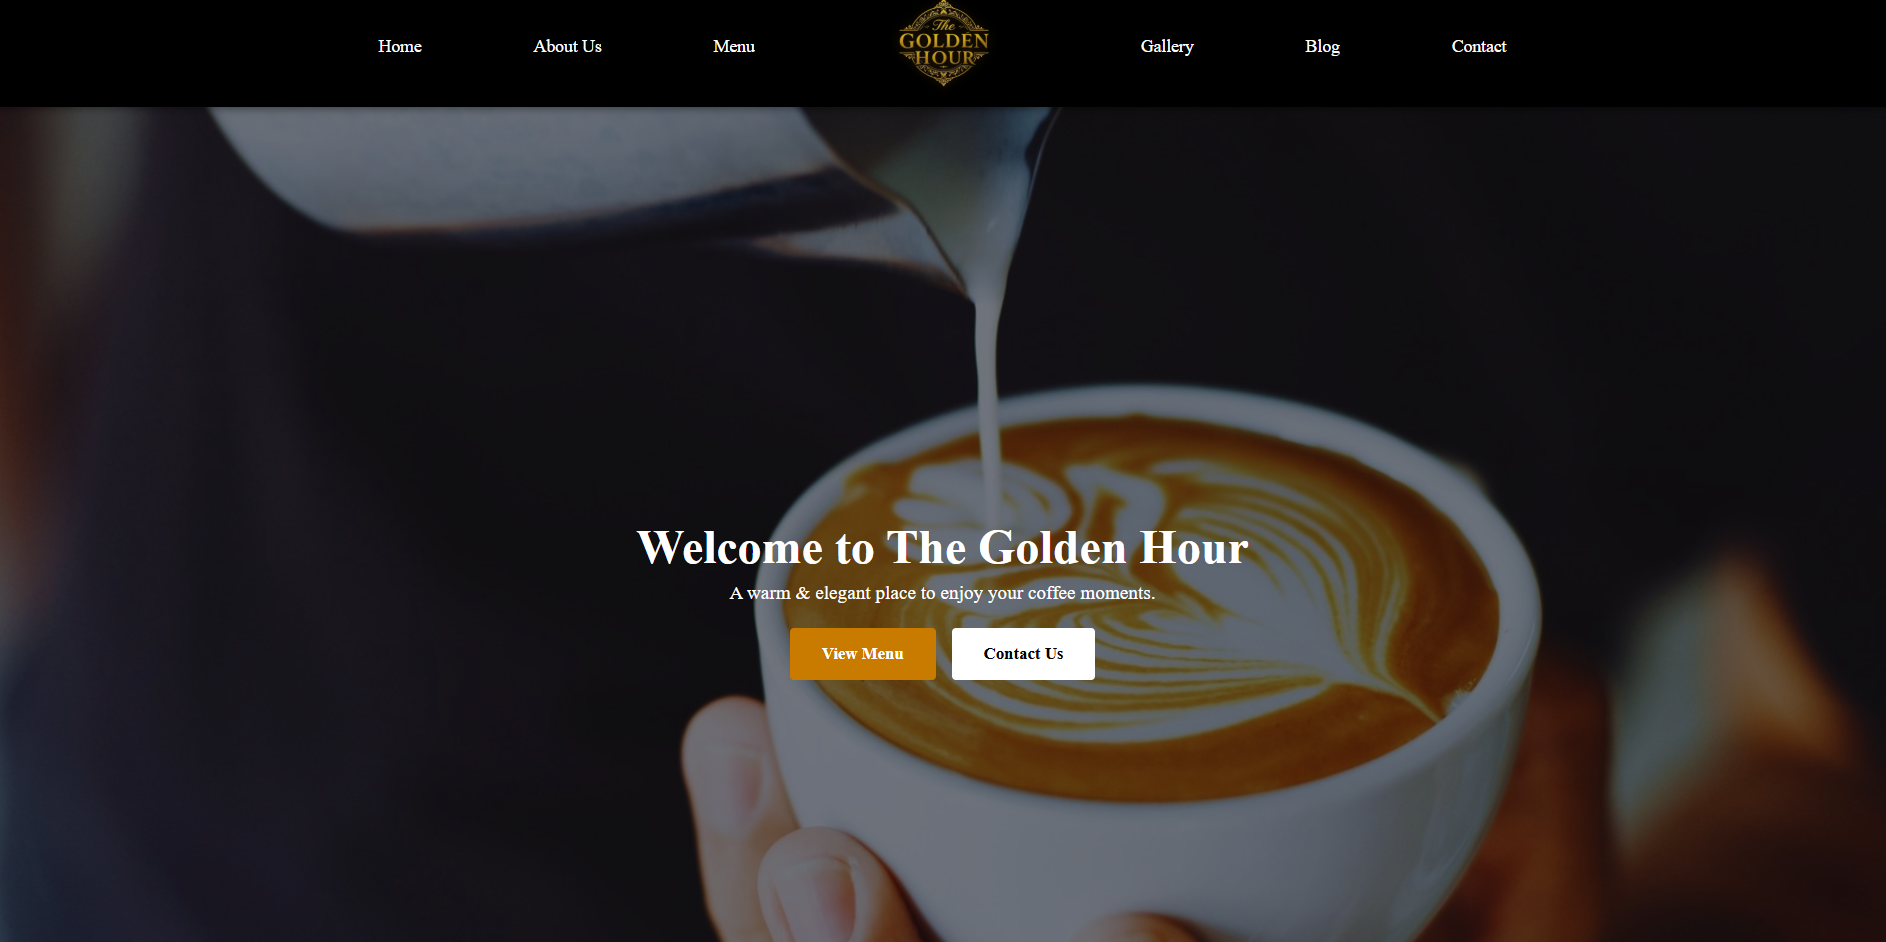 Home
About Us
Menu
The
GOLDEN
HOUR
Gallery
Blog
Contact
Welcome to The Golden Hour
A warm & elegant place to enjoy your coffee moments.
View Menu
Contact Us